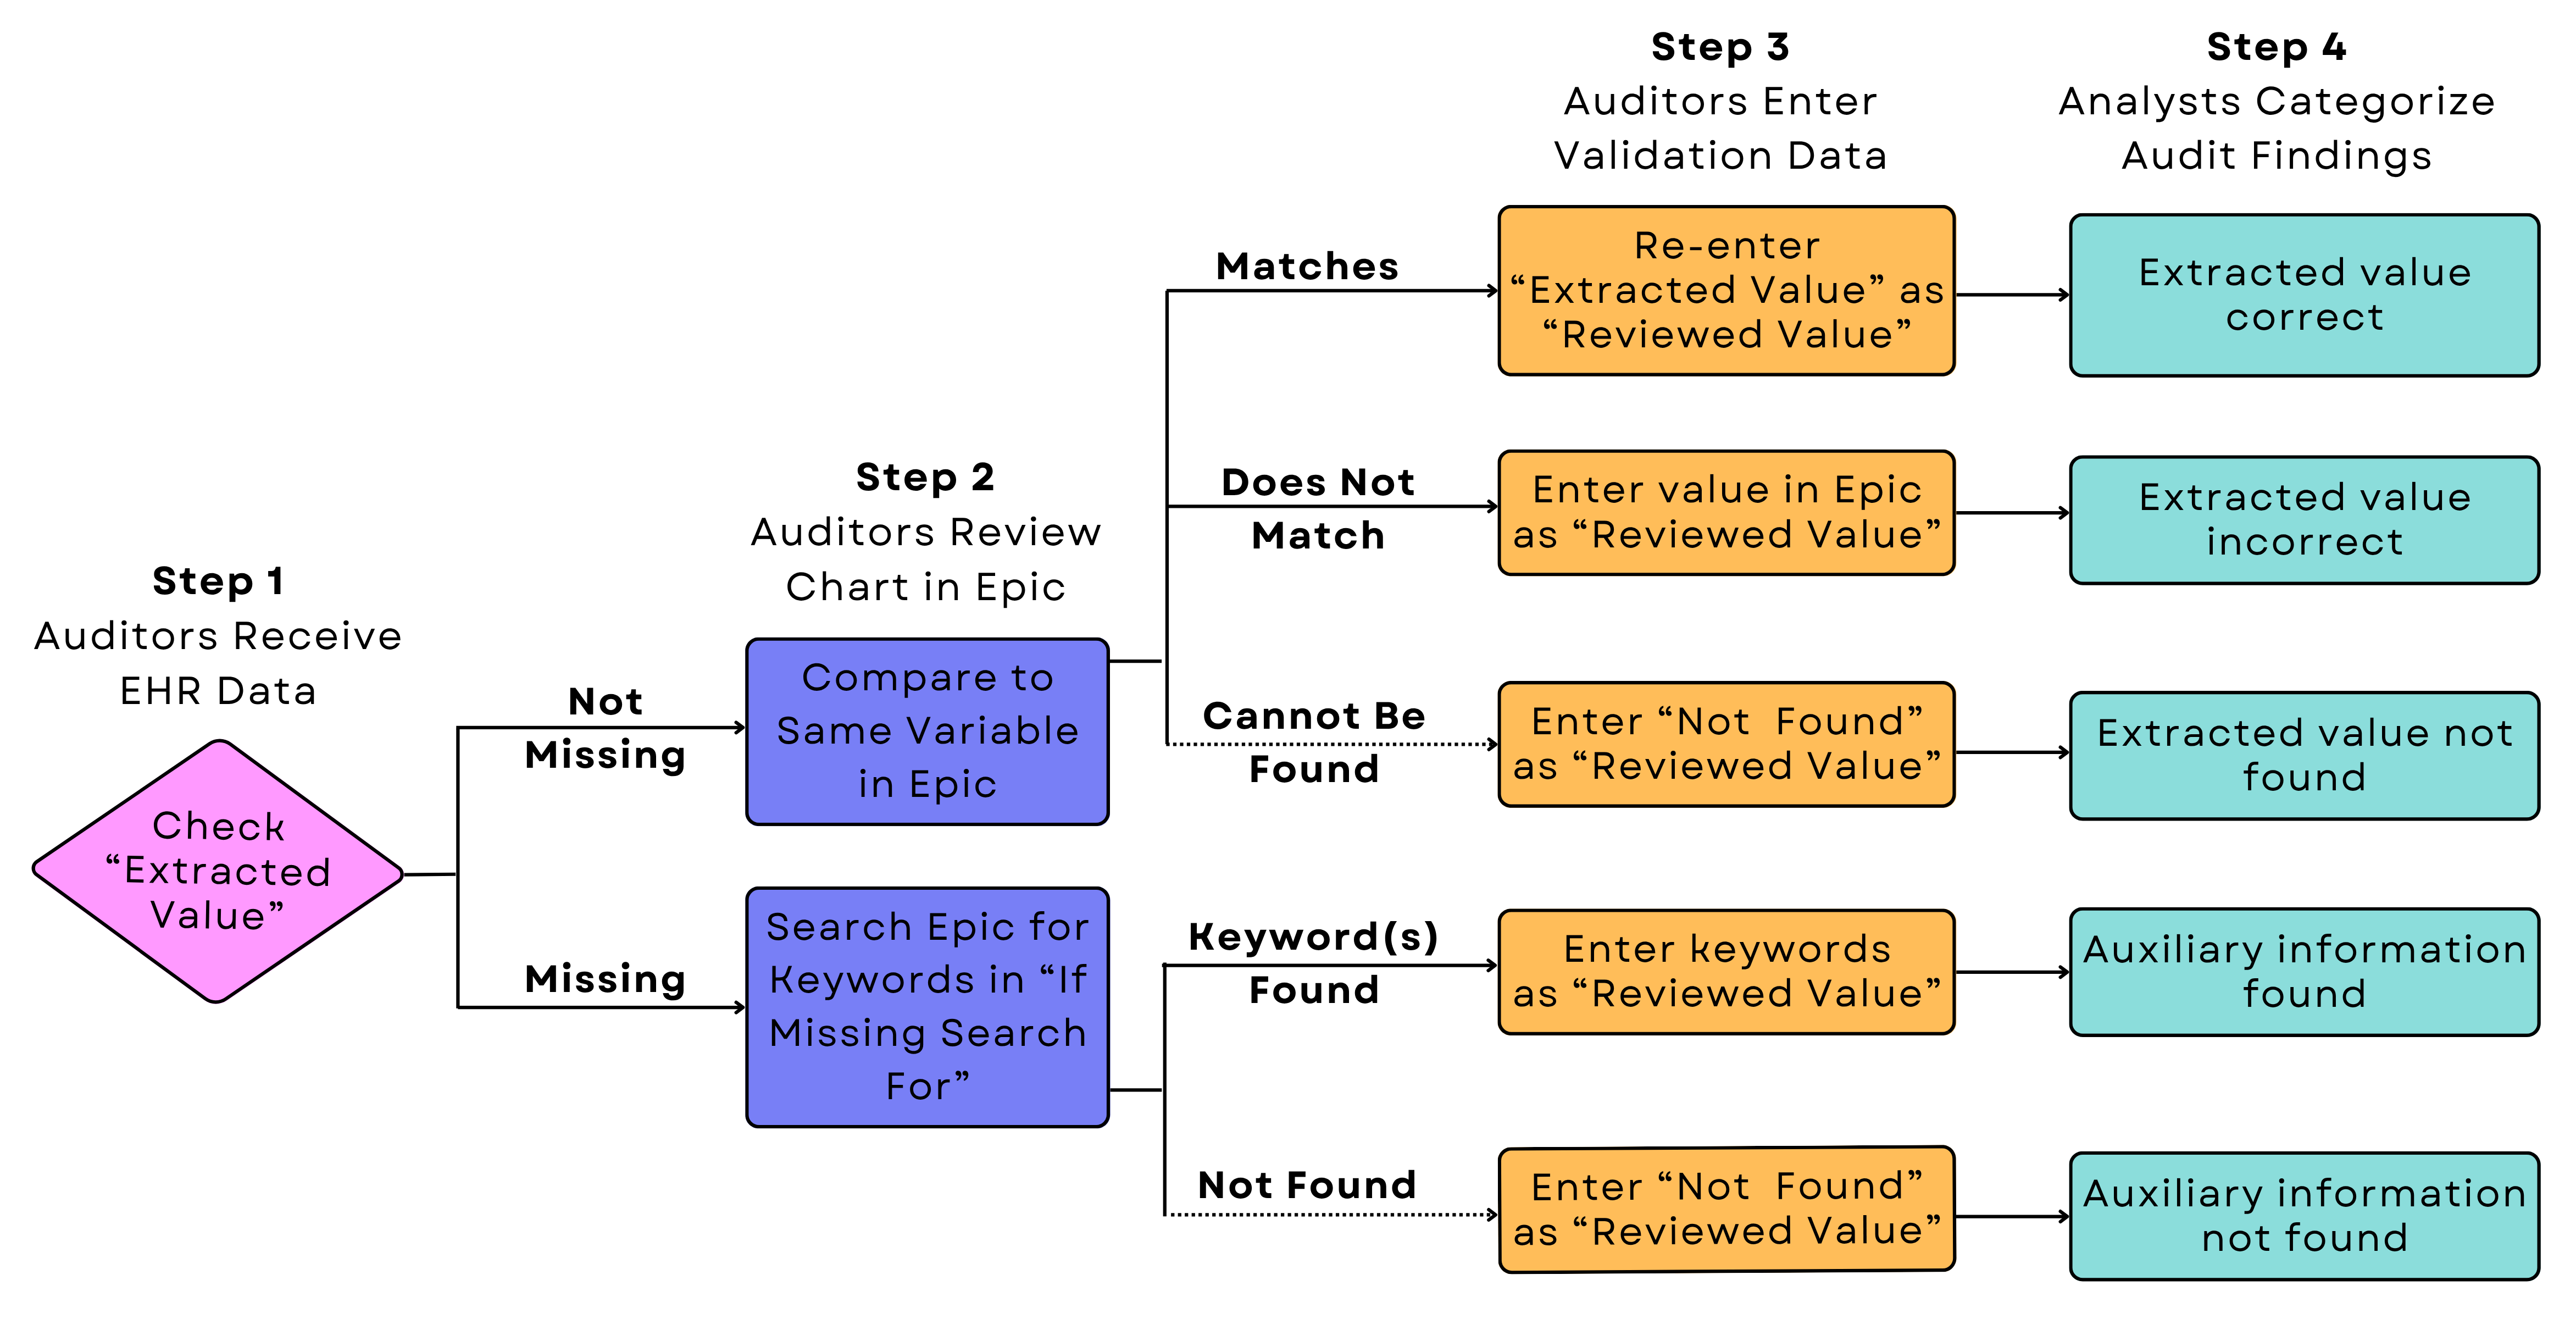 Step 1
Auditors Receive
EHR Data
Check
“Extracted
Value”
Not
Missing
Missing
Step 2
Auditors Review
Chart in Epic
Compare to
Same Variable
in Epic
Search Epic for
Keywords in “If
Missing Search
For”
Matches
Does Not
Match
Cannot Be
Found
Keyword(s)
Found
Not Found
Step 3
Auditors Enter
Validation Data
Re-enter
“Extracted Value” as
“Reviewed Value”
Enter value in Epic
as “Reviewed Value”
Enter “Not Found”
as “Reviewed Value”
Enter keywords
as “Reviewed Value”
Enter “Not Found”
as “Reviewed Value”
Step 4
Analysts Categorize
Audit Findings
Extracted value
correct
Extracted value
incorrect
Extracted value not
found
Auxiliary information
found
Auxiliary information
not found